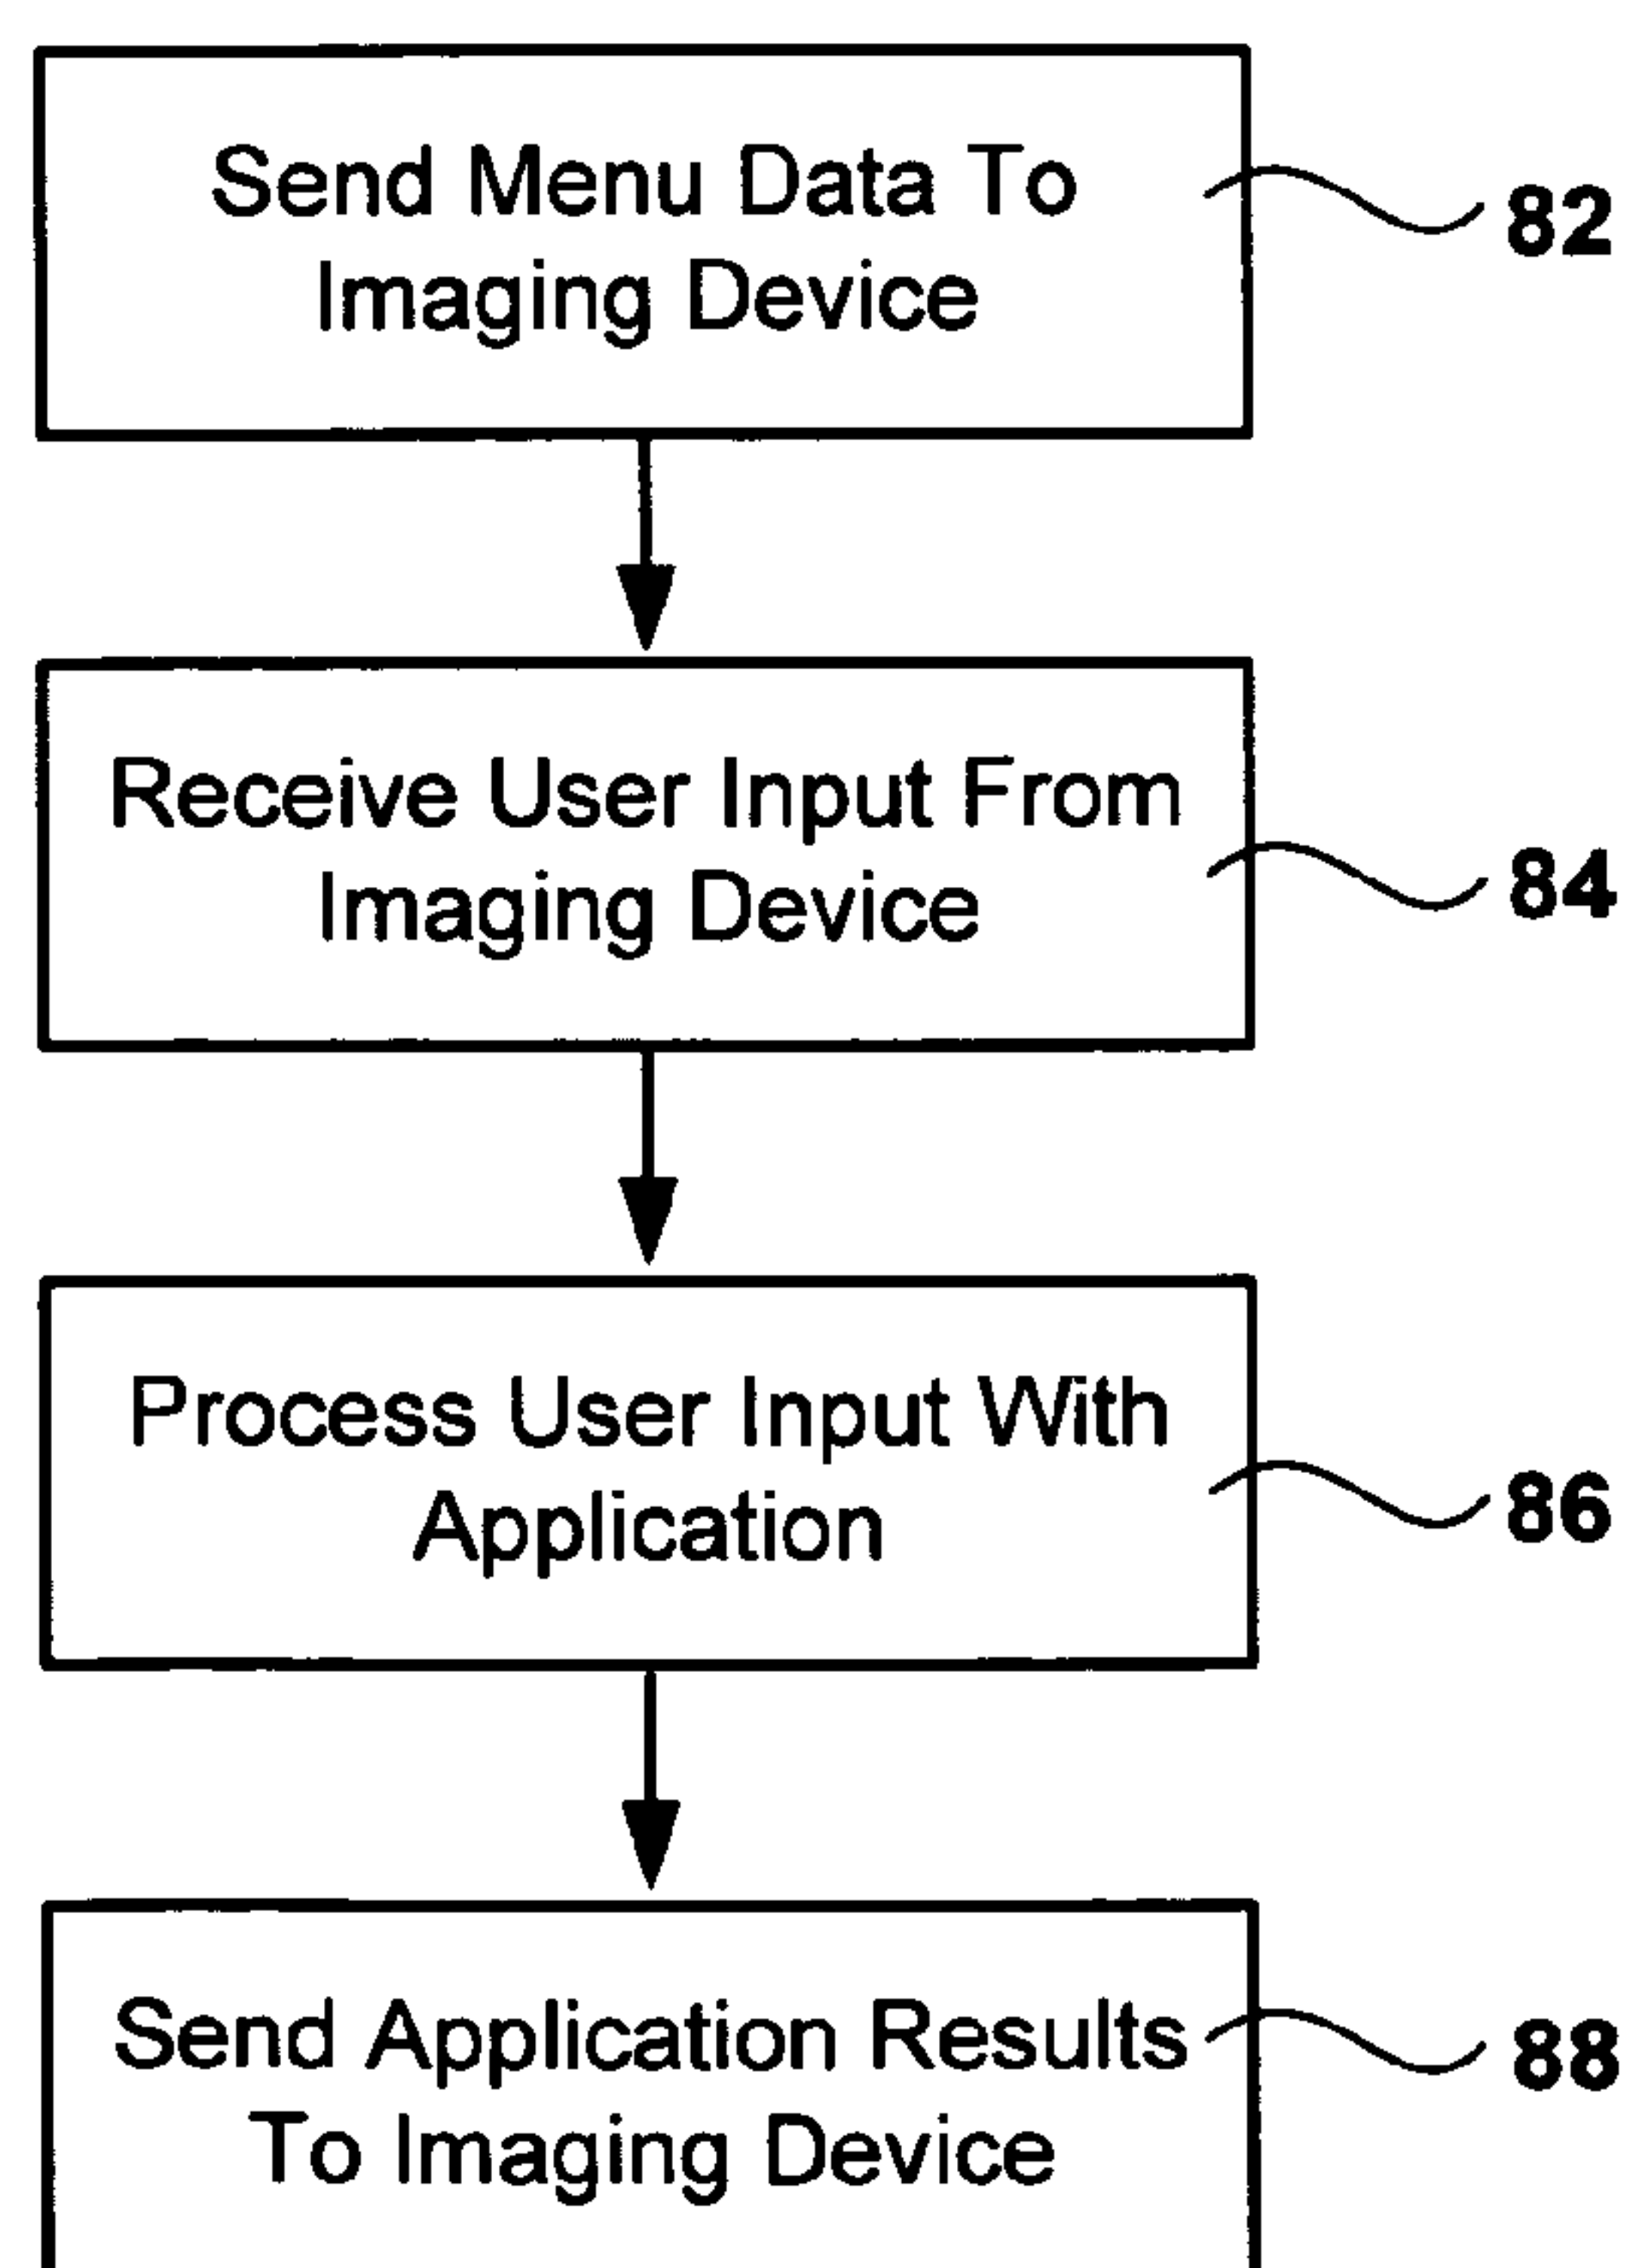 Send Menu Data To
Imaging Device
82
Receive User Input From
Imaging Device
84
Process User Input With
Application
86
Send Application Results
To Imaging Device
88